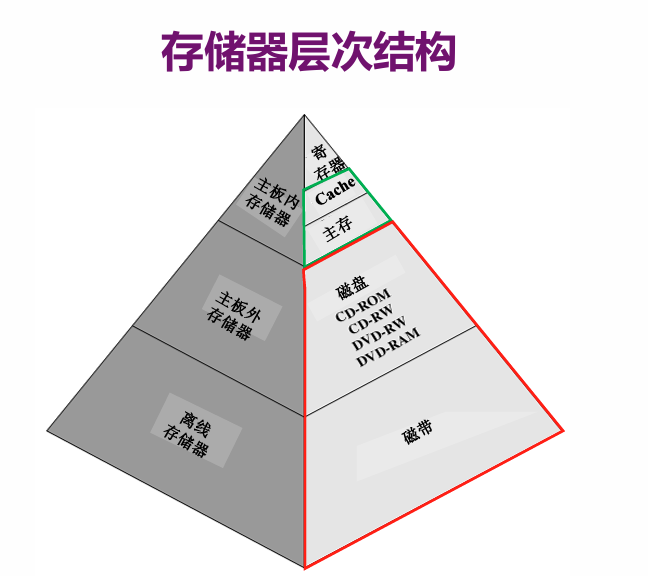 存储器层次结构
寄
存器
Cache
主存
主板内
存储器
磁盘
CD-ROM
CD-RW
DVD-RW
DVD-RAM
主板外
存储器
磁带
离线
存储器